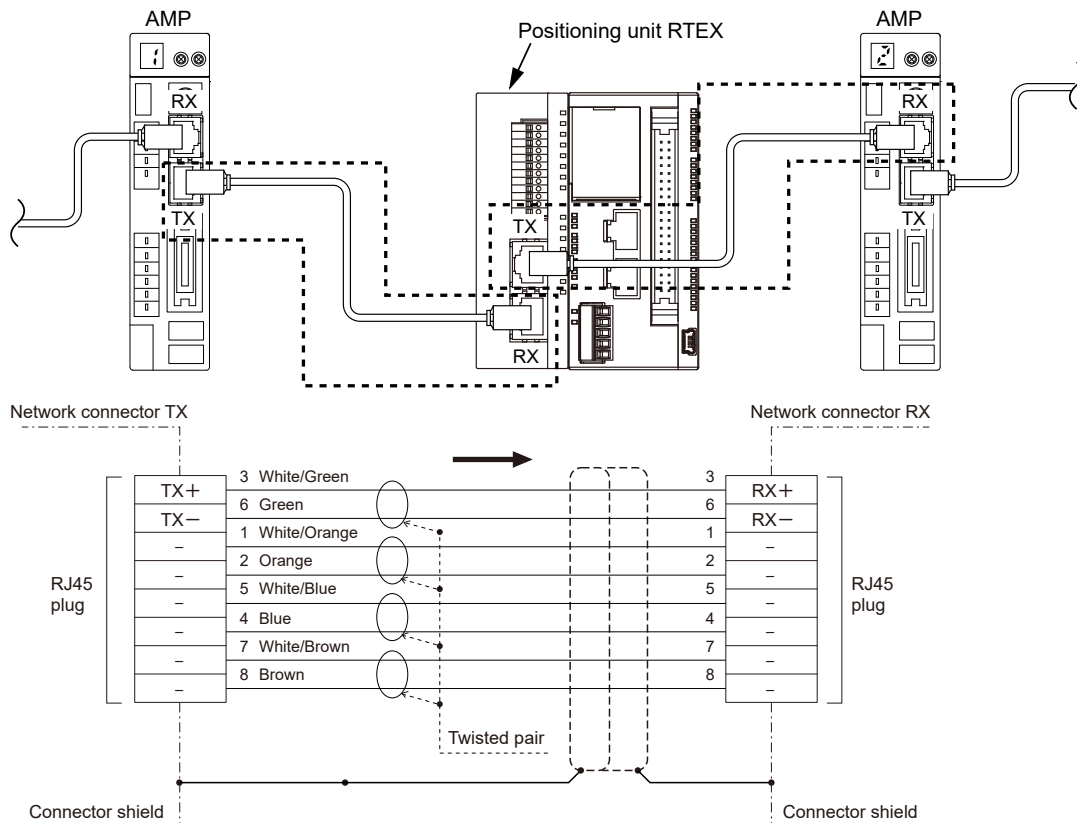 AMP
Positioning unit RTEX
AMP
1
2
RX
RX
TX
TX
TX
RX
Network connector TX
Network connector RX
3 White/Green 3
TX+ RX+
6 Green 6
TX− RX−
1 White/Orange 1
– –
2 Orange 2
– –
RJ45 plug
5 White/Blue 5
RJ45 plug
– –
4 Blue 4
– –
7 White/Brown 7
– –
8 Brown 8
– –
Twisted pair
Connector shield
Connector shield